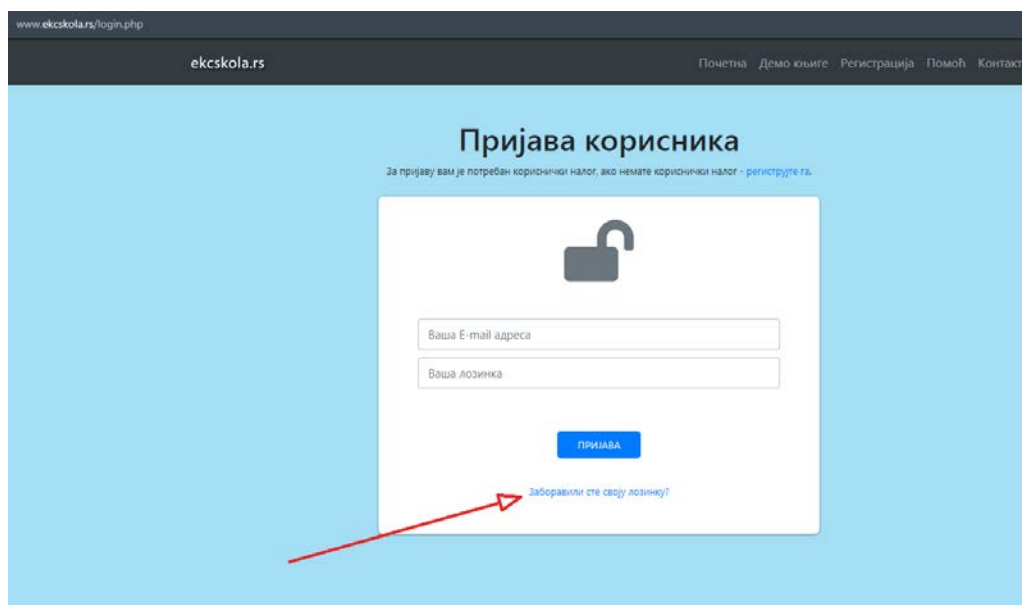 www.ekcskola.rs/login.php
ekcskola.rs
Почетна Демо књиге Регистрација Помоћ Контакт
Пријава корисника
За пријаву вам је потребан кориснички налог, ако немате кориснички налог - региструјте га.
Ваша E-mail адреса
Ваша лозинка
ПРИЈАВА
Заборавили сте своју лозинку?